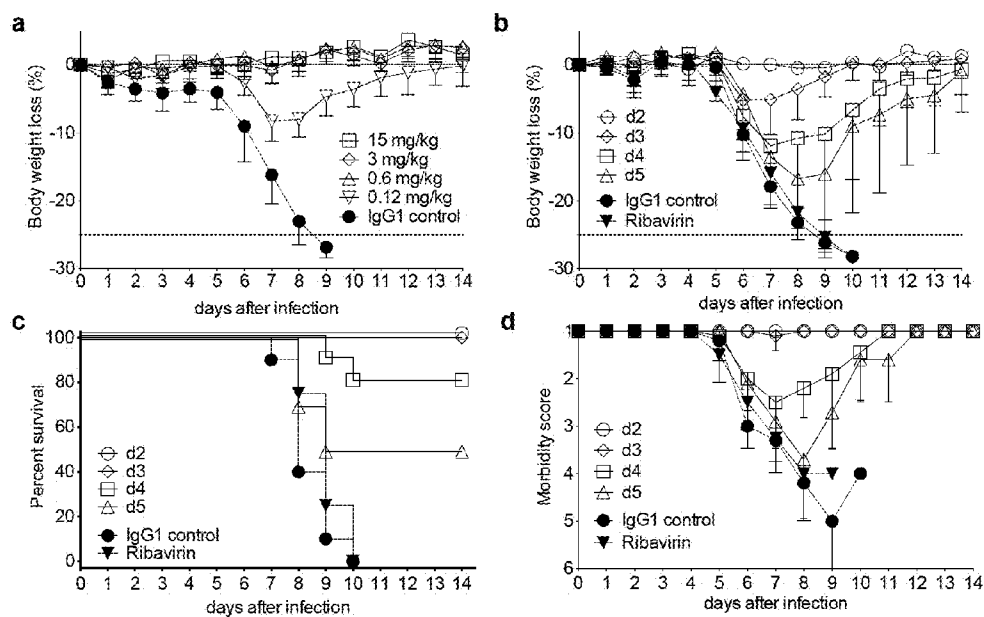 a
Body weight loss (%)
-0
-10
-20
-30
15 mg/kg
3 mg/kg
0.6 mg/kg
0.12 mg/kg
IgG1 control
0 1 2 3 4 5 6 7 8 9 10 11 12 13 14
days after infection
b
Body weight loss (%)
-0
-10
-20
-30
d2
d3
d4
d5
IgG1 control
Ribavirin
0 1 2 3 4 5 6 7 8 9 10 11 12 13 14
days after infection
c
Percent survival
100
80
60
40
20
0
d2
d3
d4
d5
IgG1 control
Ribavirin
0 1 2 3 4 5 6 7 8 9 10 11 12 13 14
days after infection
d
Morbidity score
1
2
3
4
5
6
d2
d3
d4
d5
IgG1 control
Ribavirin
0 1 2 3 4 5 6 7 8 9 10 11 12 13 14
days after infection